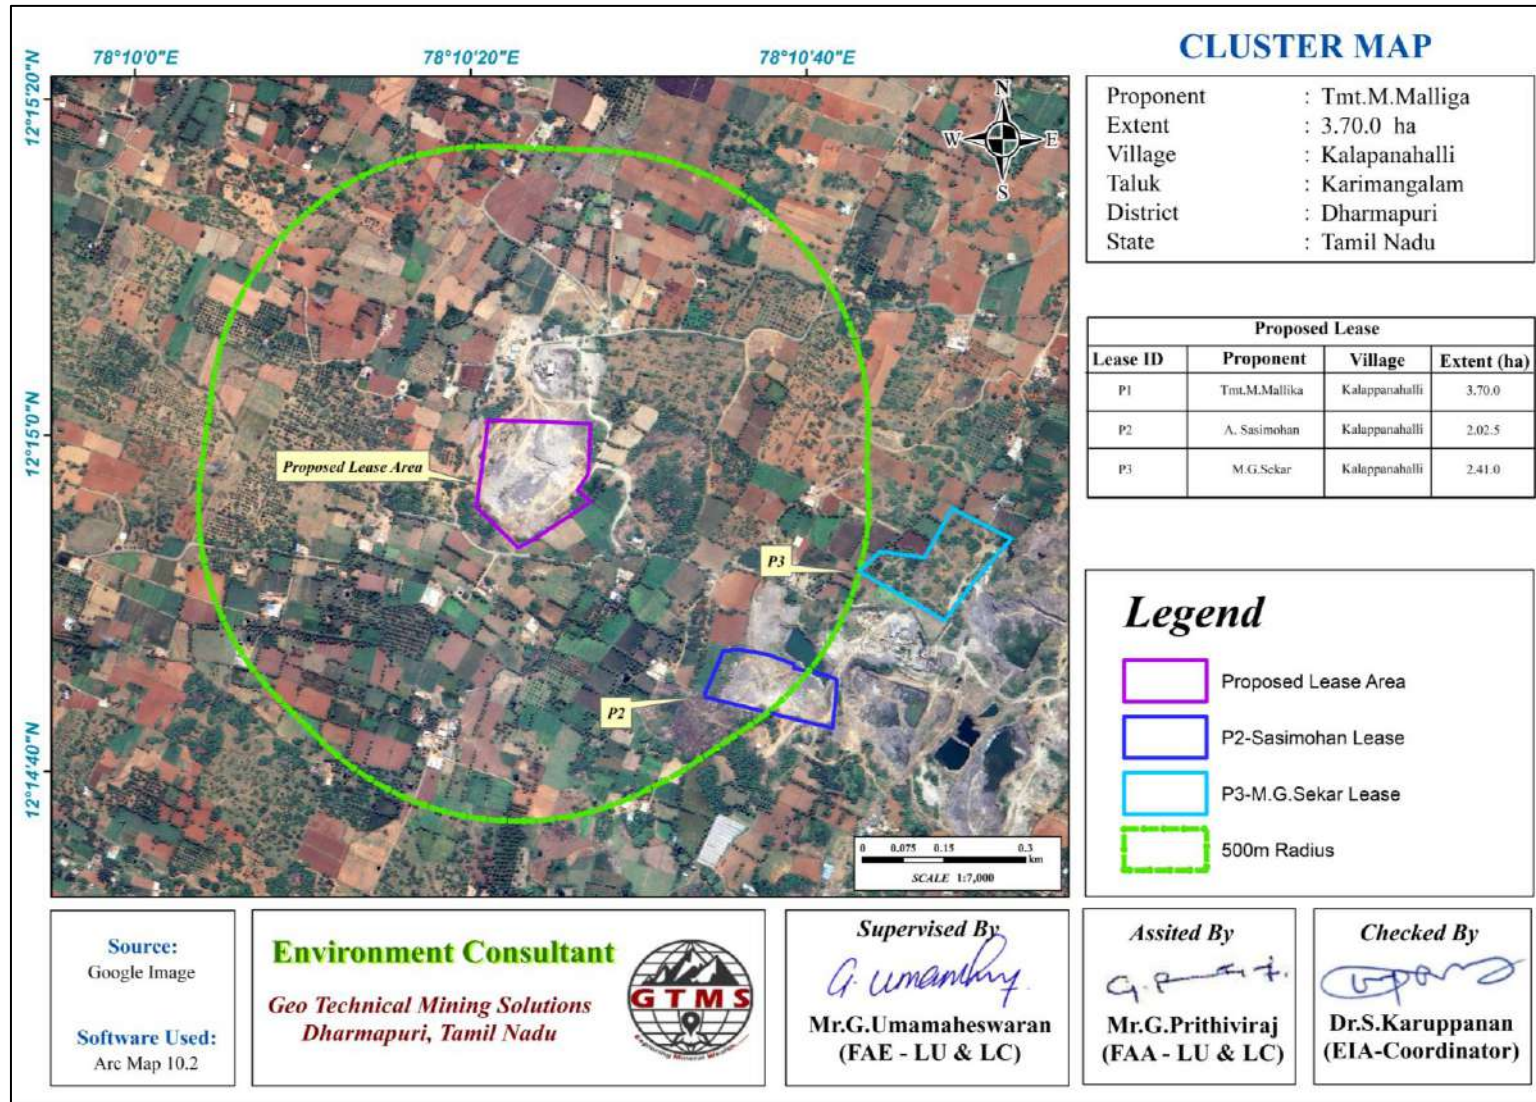 CLUSTER MAP
78°10'0"E
78°10'20"E
78°10'40"E
12°15'20"N
12°15'0"N
12°14'40"N
N
W
E
S
Proposed Lease Area
P3
P2
0 0.075 0.15 0.3
km
SCALE 1:7,000
Proponent : Tmt.M.Malliga
Extent : 3.70.0 ha
Village : Kalapanahalli
Taluk : Karimangalam
District : Dharmapuri
State : Tamil Nadu
Proposed Lease
Lease ID Proponent Village Extent (ha)
P1 Tmt.M.Mallika Kalappanahalli 3.70.0
P2 A. Sasimohan Kalappanahalli 2.02.5
P3 M.G.Sekar Kalappanahalli 2.41.0
Legend
Proposed Lease Area
P2-Sasimohan Lease
P3-M.G.Sekar Lease
500m Radius
Source:
Google Image
Software Used:
Arc Map 10.2
Environment Consultant
Geo Technical Mining Solutions
Dharmapuri, Tamil Nadu
GTMS
Exploring Mineral Wealth
Supervised By
Mr.G.Umamaheswaran
(FAE - LU & LC)
Assited By
Mr.G.Prithiviraj
(FAA - LU & LC)
Checked By
Dr.S.Karuppanan
(EIA-Coordinator)